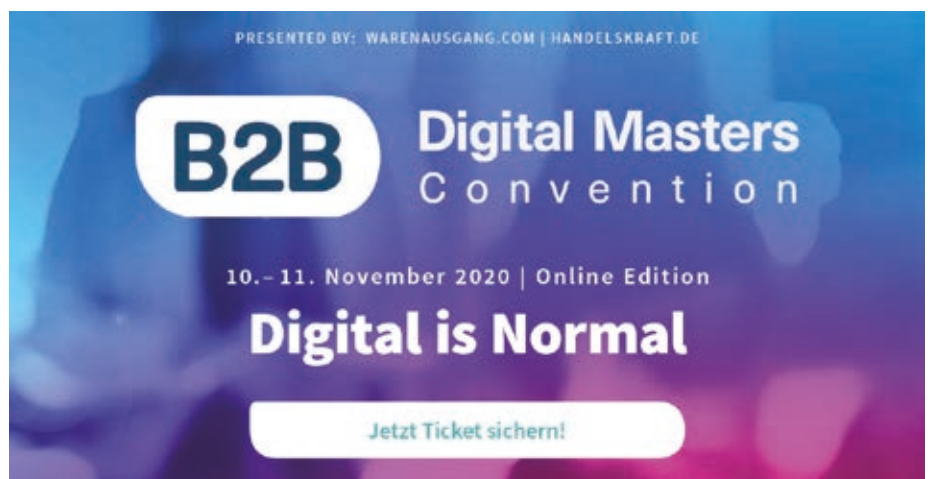 PRESENTED BY: WARENAUSGANG.COM | HANDELSKRAFT.DE
B2B Digital Masters
Convention
10.–11. November 2020 | Online Edition
Digital is Normal
Jetzt Ticket sichern!